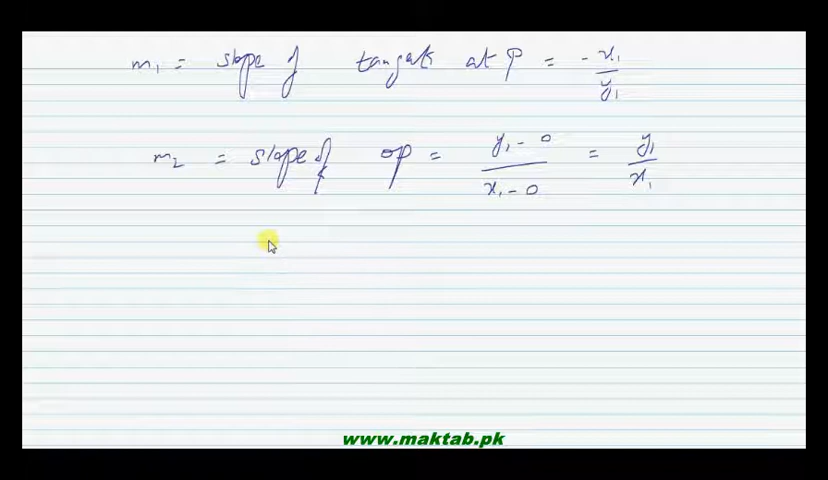 m₁ = slope of tangent at P = -x₁/y₁
m₂ = slope of op = y₁ - 0/x₁ - 0 = y₁/x₁
www.maktab.pk